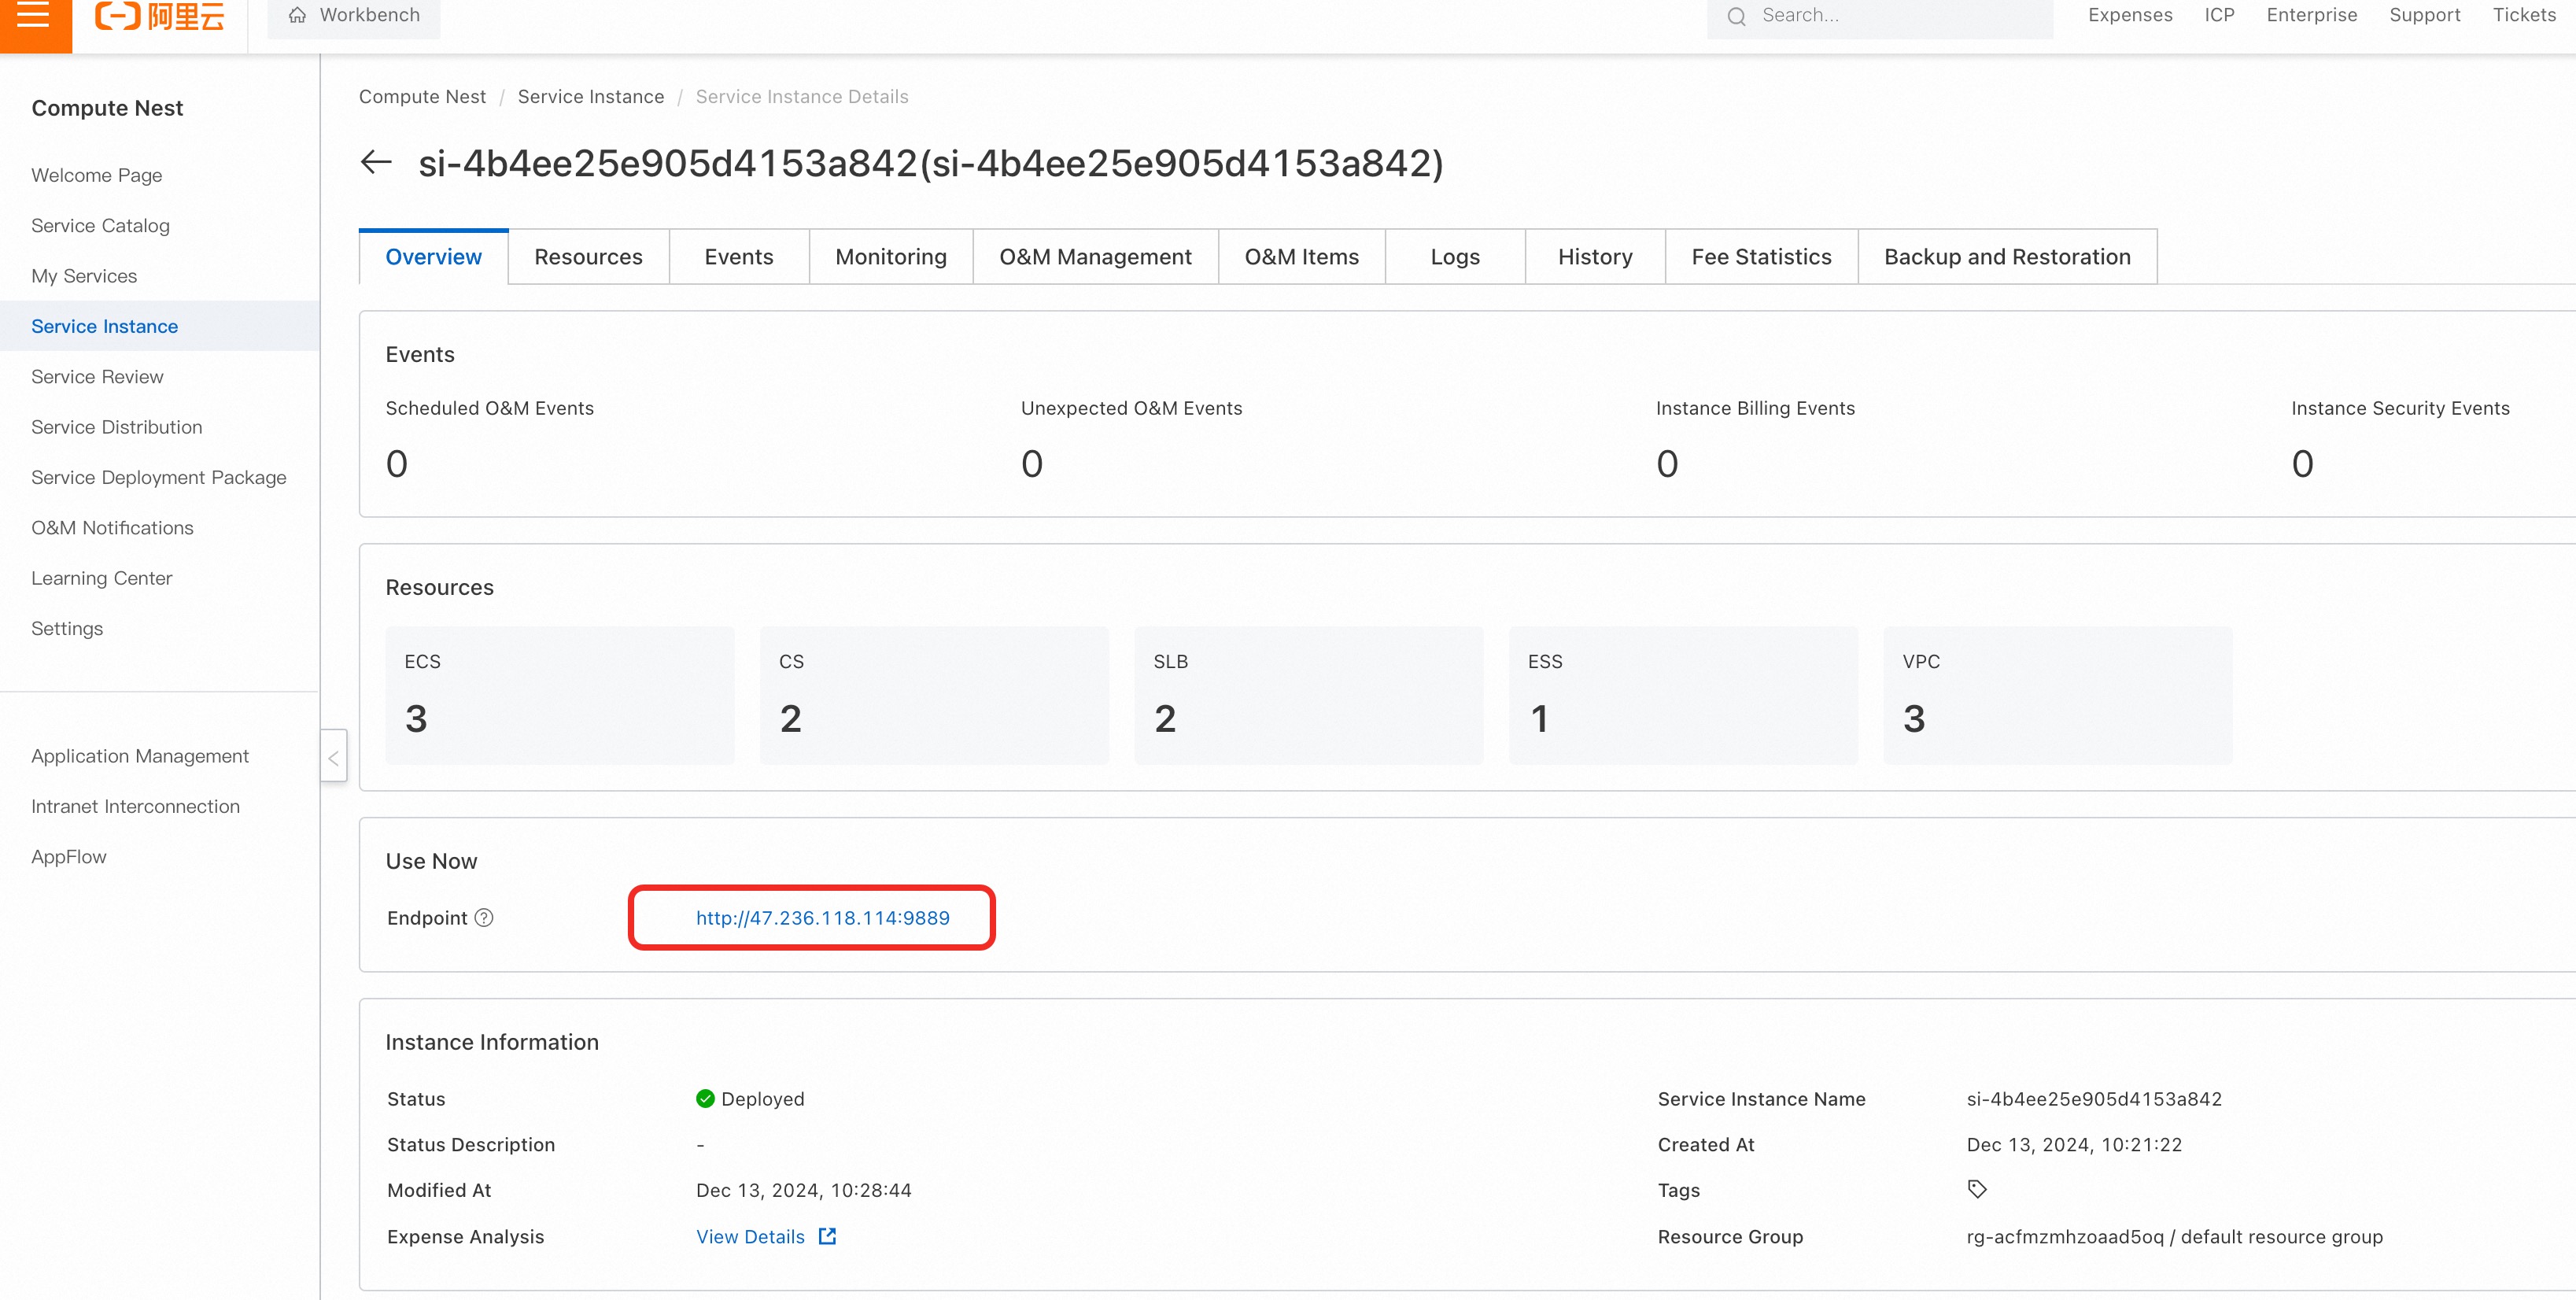 阿里云
Workbench
Search...
Expenses
ICP
Enterprise
Support
Tickets
Compute Nest
Welcome Page
Service Catalog
My Services
Service Instance
Service Review
Service Distribution
Service Deployment Package
O&M Notifications
Learning Center
Settings
Application Management
Intranet Interconnection
AppFlow
Compute Nest / Service Instance / Service Instance Details
si-4b4ee25e905d4153a842(si-4b4ee25e905d4153a842)
Overview
Resources
Events
Monitoring
O&M Management
O&M Items
Logs
History
Fee Statistics
Backup and Restoration
Events
Scheduled O&M Events
0
Unexpected O&M Events
0
Instance Billing Events
0
Instance Security Events
0
Resources
ECS
3
CS
2
SLB
2
ESS
1
VPC
3
Use Now
Endpoint
http://47.236.118.114:9889
Instance Information
Status
Deployed
Service Instance Name
si-4b4ee25e905d4153a842
Status Description
-
Created At
Dec 13, 2024, 10:21:22
Modified At
Dec 13, 2024, 10:28:44
Tags
Expense Analysis
View Details
Resource Group
rg-acfmzmhzoaad5oq / default resource group